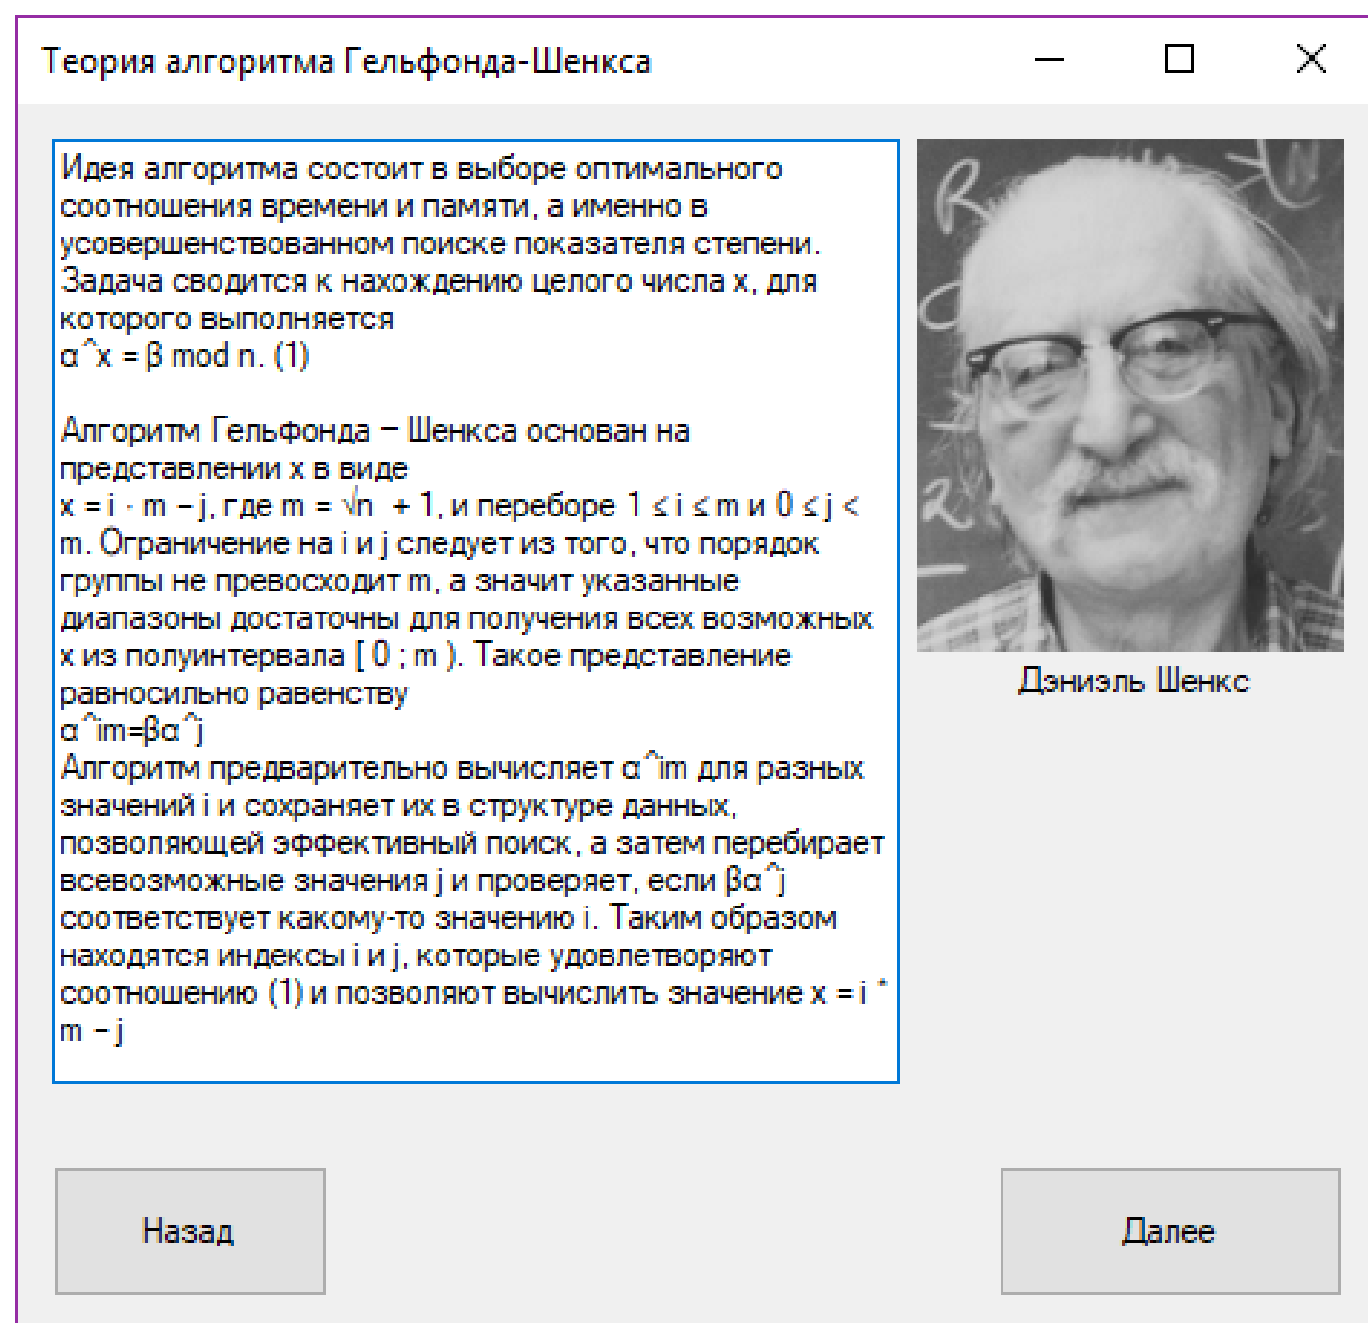 Теория алгоритма Гельфонда-Шенкса
Идея алгоритма состоит в выборе оптимального
соотношения времени и памяти, а именно в
усовершенствованном поиске показателя степени.
Задача сводится к нахождению целого числа x, для
которого выполняется
α^x = β mod n. (1)
Алгоритм Гельфонда – Шенкса основан на
представлении x в виде
x = i · m – j, где m = √n  + 1, и переборе 1 ≤ i ≤ m и 0 ≤ j <
m. Ограничение на i и j следует из того, что порядок
группы не превосходит m, а значит указанные
диапазоны достаточны для получения всех возможных
x из полуинтервала [ 0 ; m ). Такое представление
равносильно равенству
α^im=βα^j
Алгоритм предварительно вычисляет α^im для разных
значений i и сохраняет их в структуре данных,
позволяющей эффективный поиск, а затем перебирает
всевозможные значения j и проверяет, если βα^j
соответствует какому-то значению i. Таким образом
находятся индексы i и j, которые удовлетворяют
соотношению (1) и позволяют вычислить значение x = i *
m – j
Дэниэль Шенкс
Назад
Далее